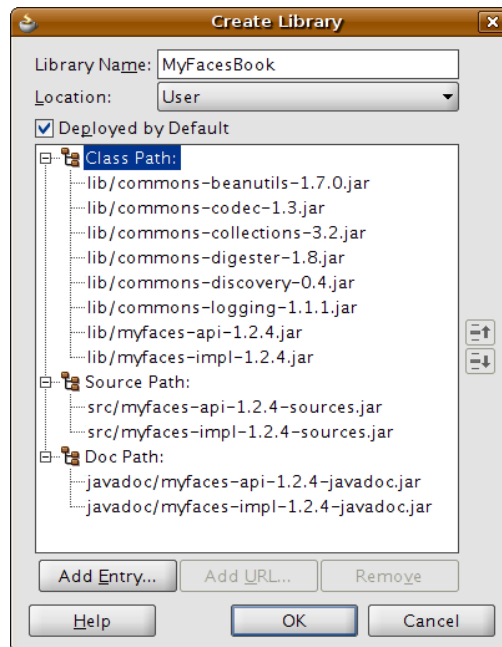 Create Library
Library Name: MyFacesBook
Location: User
Deployed by Default
Class Path:
lib/commons-beanutils-1.7.0.jar
lib/commons-codec-1.3.jar
lib/commons-collections-3.2.jar
lib/commons-digester-1.8.jar
lib/commons-discovery-0.4.jar
lib/commons-logging-1.1.1.jar
lib/myfaces-api-1.2.4.jar
lib/myfaces-impl-1.2.4.jar
Source Path:
src/myfaces-api-1.2.4-sources.jar
src/myfaces-impl-1.2.4-sources.jar
Doc Path:
javadoc/myfaces-api-1.2.4-javadoc.jar
javadoc/myfaces-impl-1.2.4-javadoc.jar
Add Entry... Add URL... Remove
Help OK Cancel